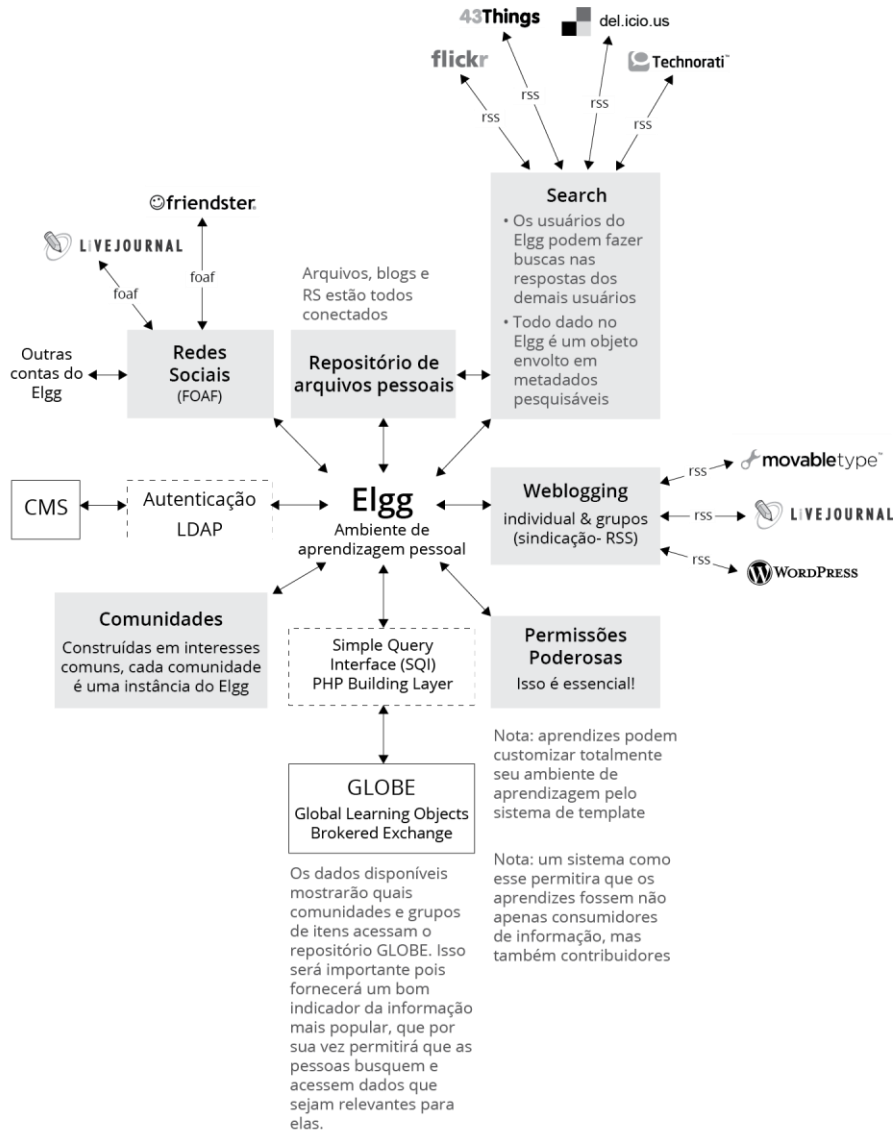 43Things
del.icio.us
flickr
Technorati™
rss
rss
rss
rss
friendster®
LIVEJOURNAL
foaf
foaf
Search
• Os usuários do
Elgg podem fazer
buscas nas
respostas dos
demais usuários
• Todo dado no
Elgg é um objeto
envolto em
metadados
pesquisáveis
Arquivos, blogs e
RS estão todos
conectados
Outras
contas do
Elgg
Redes
Sociais
(FOAF)
Repositório de
arquivos pessoais
CMS
Autenticação
LDAP
Elgg
Ambiente de
aprendizagem pessoal
Weblogging
individual & grupos
(sindicação- RSS)
rss
rss
rss
movabletype™
LIVEJOURNAL
WORDPRESS
Comunidades
Construídas em interesses
comuns, cada comunidade
é uma instância do Elgg
Simple Query
Interface (SQI)
PHP Building Layer
Permissões
Poderosas
Isso é essencial!
GLOBE
Global Learning Objects
Brokered Exchange
Nota: aprendizes podem
customizar totalmente
seu ambiente de
aprendizagem pelo
sistema de template
Nota: um sistema como
esse permitira que os
aprendizes fossem não
apenas consumidores
de informação, mas
também contribuidores
Os dados disponíveis
mostrarão quais
comunidades e grupos
de itens acessam o
repositório GLOBE. Isso
será importante pois
fornecerá um bom
indicador da informação
mais popular, que por
sua vez permitirá que as
pessoas busquem e
acessem dados que
sejam relevantes para
elas.